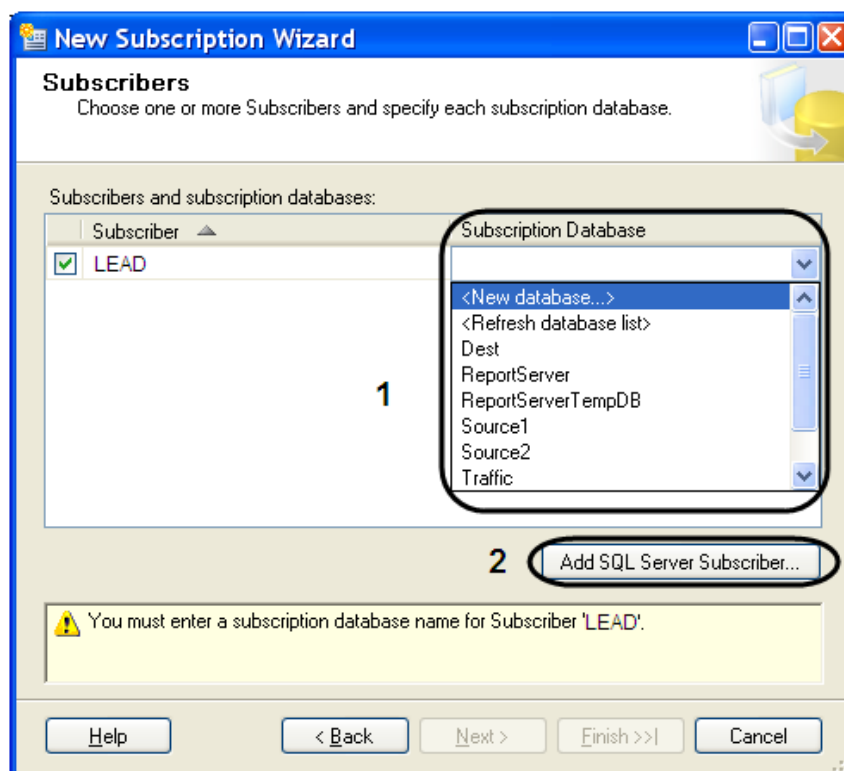 New Subscription Wizard
Subscribers
Choose one or more Subscribers and specify each subscription database.
Subscribers and subscription databases:
Subscriber Subscription Database
LEAD
<New database...>
<Refresh database list>
Dest
ReportServer
1
ReportServerTempDB
Source1
Source2
Traffic
2 Add SQL Server Subscriber...
You must enter a subscription database name for Subscriber 'LEAD'.
Help < Back Next > Finish >>| Cancel